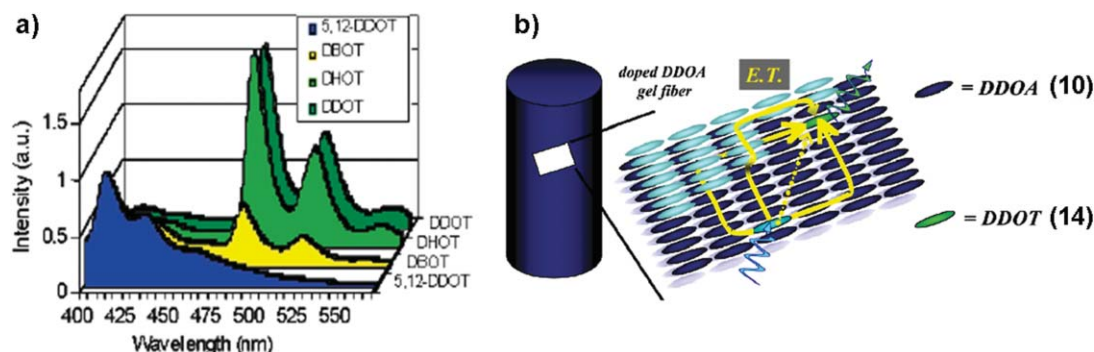 a)
5,12-DDOT
DBOT
DHOT
DDOT
Intensity (a.u.)
1.5
1
0.5
0
400 425 450 475 500 525 550
Wavelength (nm)
DDOT
DHOT
DBOT
5,12-DDOT
b)
doped DDOA
gel fiber
E.T.
= DDOA (10)
= DDOT (14)